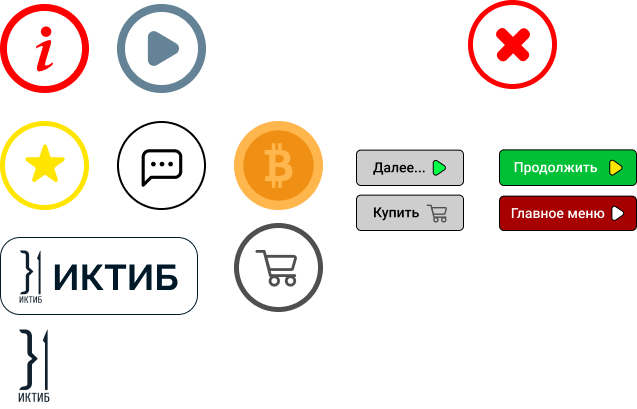 i
Далее...
Продолжить
Купить
Главное меню
ИКТИБ
ИКТИБ
ИКТИБ